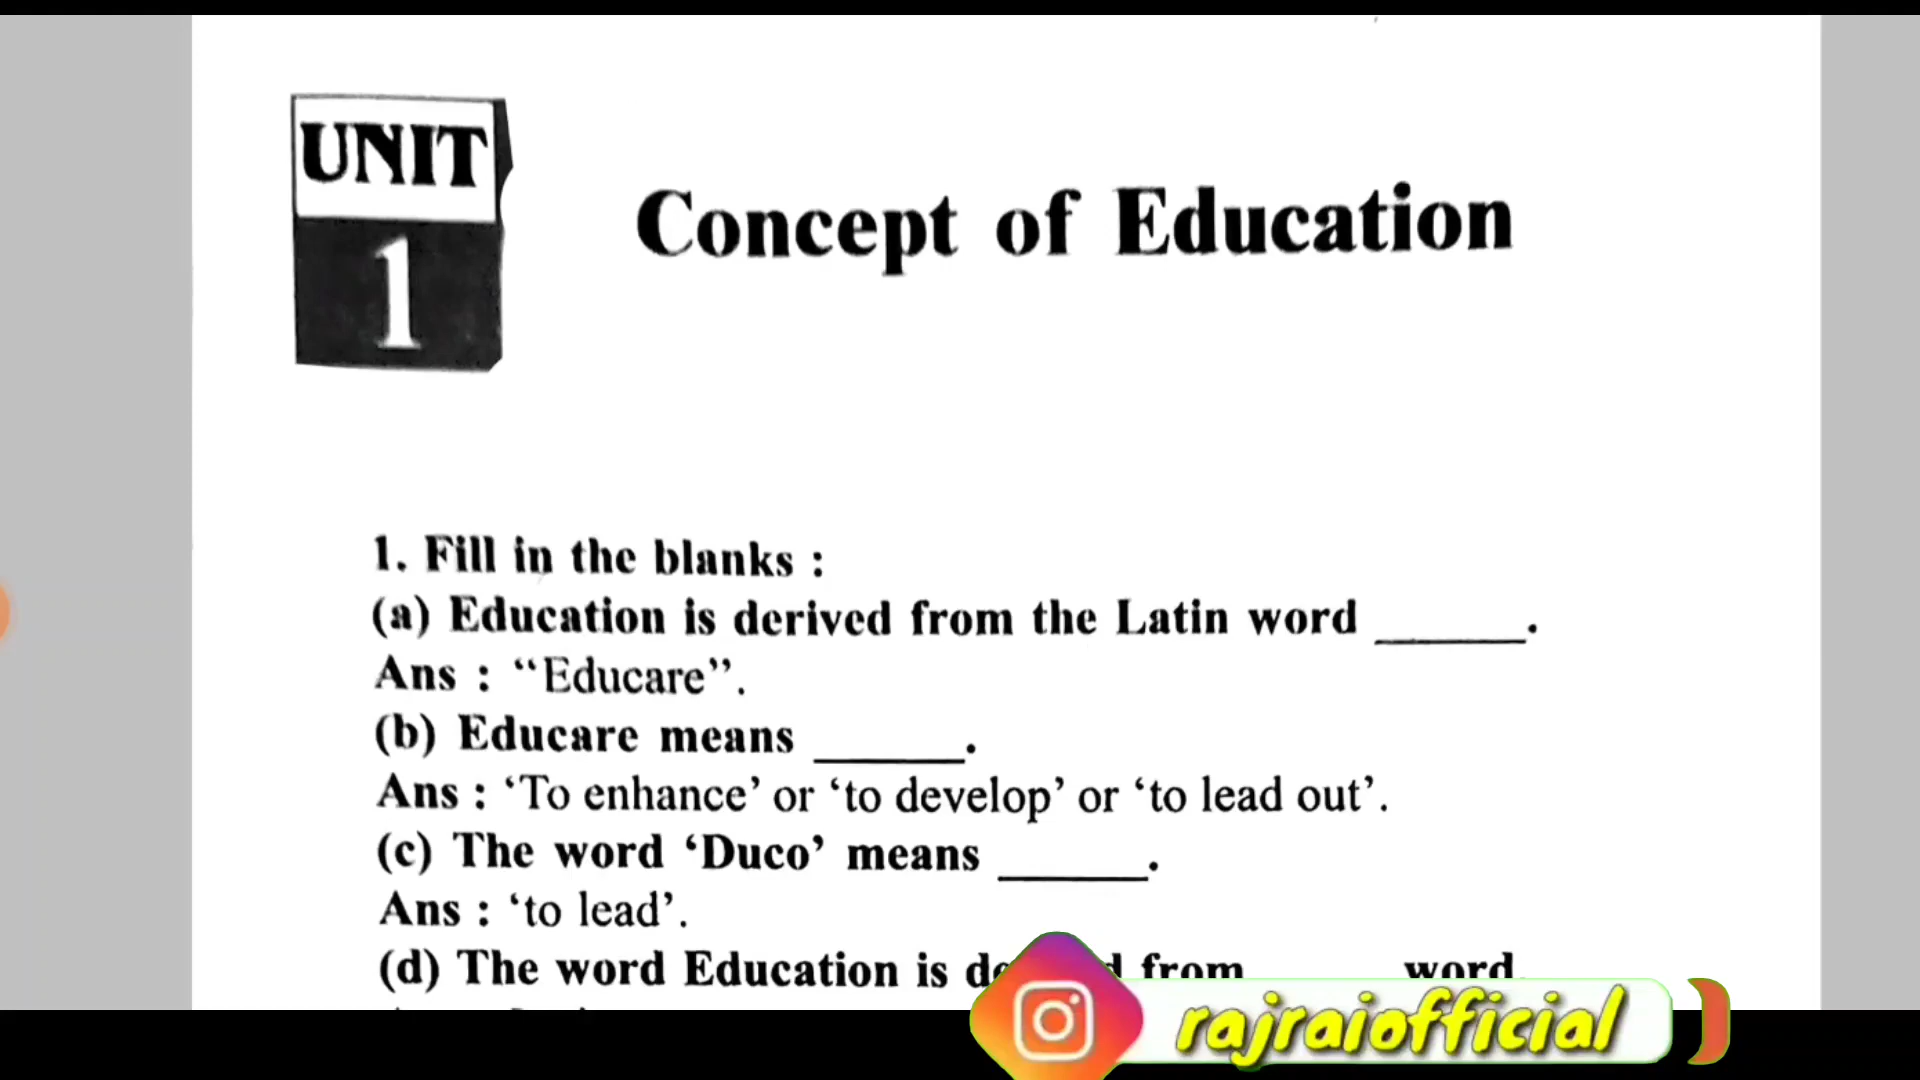 UNIT
1
Concept of Education
1. Fill in the blanks :
(a) Education is derived from the Latin word ______.
Ans : “Educare”.
(b) Educare means ______.
Ans : ‘To enhance’ or ‘to develop’ or ‘to lead out’.
(c) The word ‘Duco’ means ______.
Ans : ‘to lead’.
(d) The word Education is from ______ word.
rajraiofficial